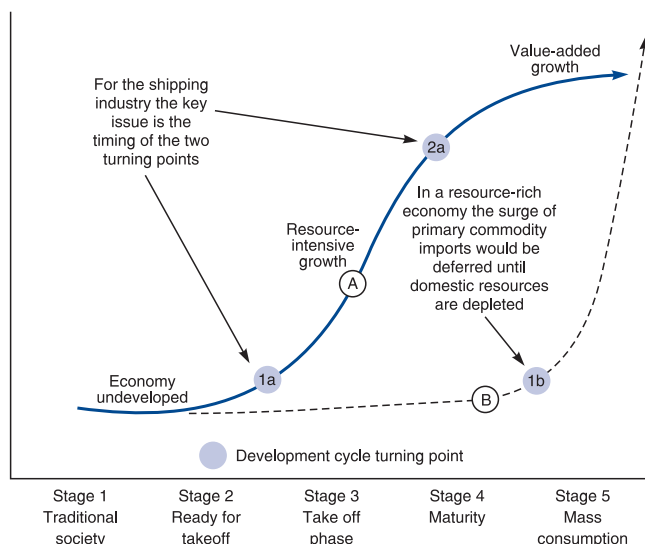 Value-added
growth
For the shipping
industry the key
issue is the
timing of the two
turning points
2a
In a resource-rich
economy the surge of
primary commodity
imports would be
deferred until
domestic resources
are depleted
Resource-
intensive
growth
A
1a
1b
Economy
undeveloped
B
Development cycle turning point
Stage 1
Traditional
society
Stage 2
Ready for
takeoff
Stage 3
Take off
phase
Stage 4
Maturity
Stage 5
Mass
consumption